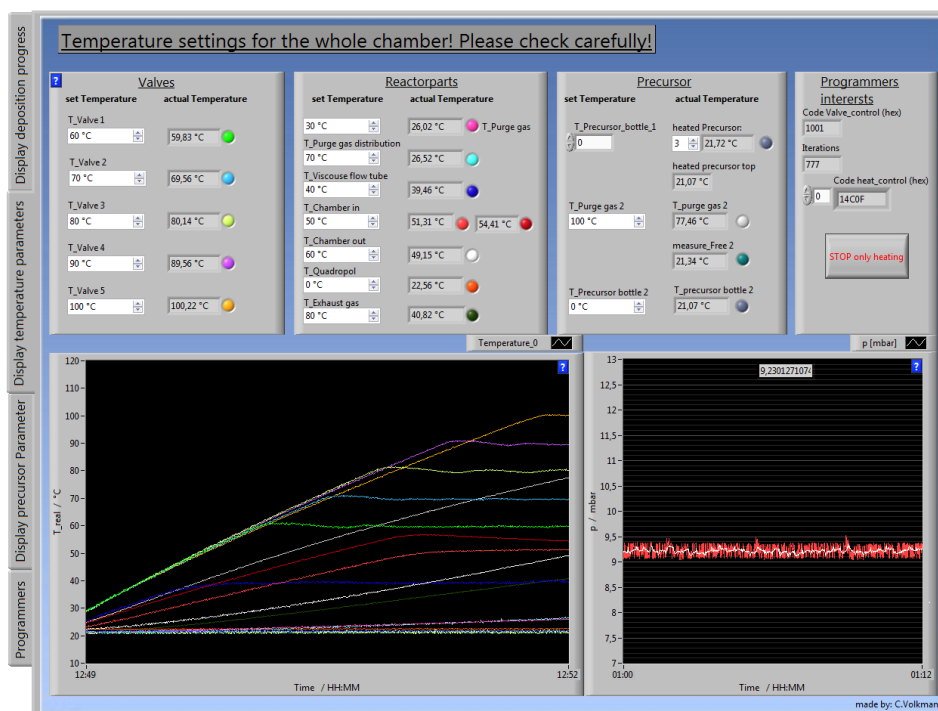 Display deposition progress
Display temperature parameters
Display precursor Parameter
Programmers
Temperature settings for the whole chamber! Please check carefully!
?
Valves
set Temperature
actual Temperature
T_Valve 1
60 °C
59,83 °C
T_Valve 2
70 °C
69,56 °C
T_Valve 3
80 °C
80,14 °C
T_Valve 4
90 °C
89,56 °C
T_Valve 5
100 °C
100,22 °C
Reactorparts
set Temperature
actual Temperature
30 °C
26,02 °C
T_Purge gas
T_Purge gas distribution
70 °C
26,52 °C
T_Viscouse flow tube
40 °C
39,46 °C
T_Chamber in
50 °C
51,31 °C
54,41 °C
T_Chamber out
60 °C
49,15 °C
T_Quadropol
0 °C
22,56 °C
T_Exhaust gas
80 °C
40,82 °C
Precursor
set Temperature
actual Temperature
T_Precursor_bottle_1
0
heated Precursor:
3
21,72 °C
heated precursor top
21,07 °C
T_Purge gas 2
100 °C
T_purge gas 2
77,46 °C
measure_Free 2
21,34 °C
T_Precursor bottle 2
0 °C
T_precursor bottle 2
21,07 °C
Programmers
intererts
Code Valve_control (hex)
1001
Iterations
777
Code heat_control (hex)
0
14C0F
STOP only heating
Temperature_0
?
T_real / °C
120
110
100
90
80
70
60
50
40
30
20
10
12:49
12:52
Time / HH:MM
p [mbar]
?
9,2301271074
p / mbar
13
12,5
12
11,5
11
10,5
10
9,5
9
8,5
8
7,5
7
01:00
01:12
Time / HH:MM
made by: C.Volkman